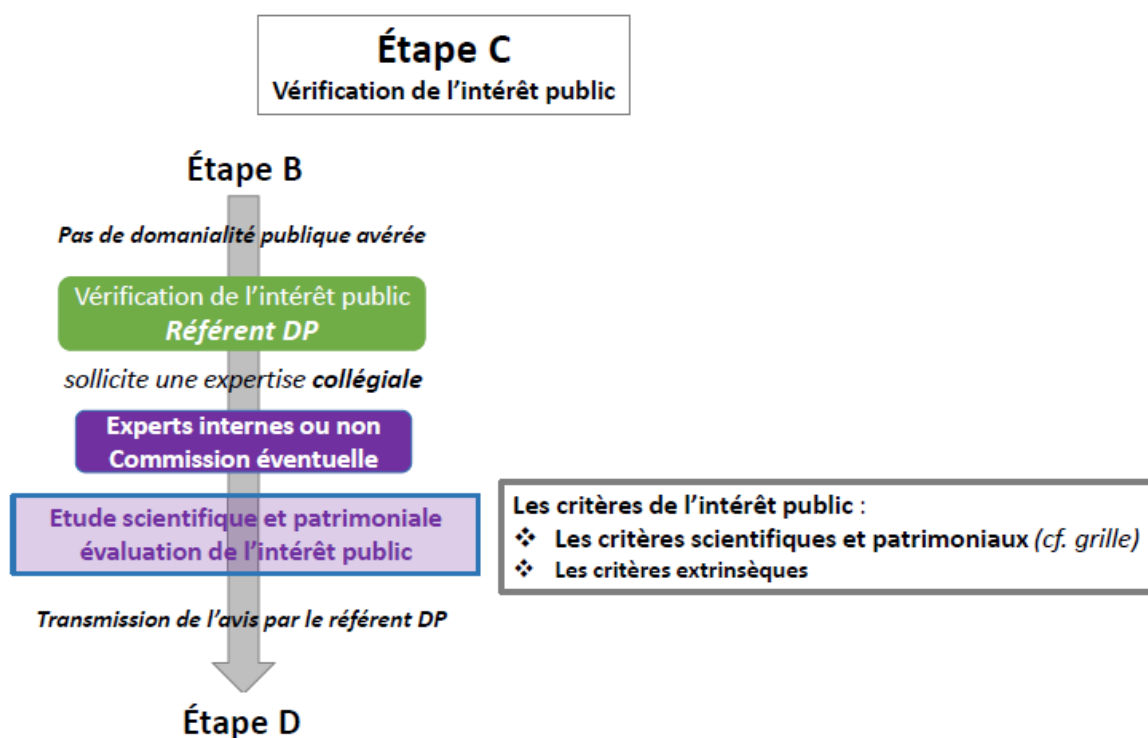 Étape C
Vérification de l'intérêt public
Étape B
Pas de domanialité publique avérée
Vérification de l'intérêt public
Référent DP
sollicite une expertise collégiale
Experts internes ou non
Commission éventuelle
Etude scientifique et patrimoniale
évaluation de l'intérêt public
Les critères de l'intérêt public :
❖ Les critères scientifiques et patrimoniaux (cf. grille)
❖ Les critères extrinsèques
Transmission de l'avis par le référent DP
Étape D